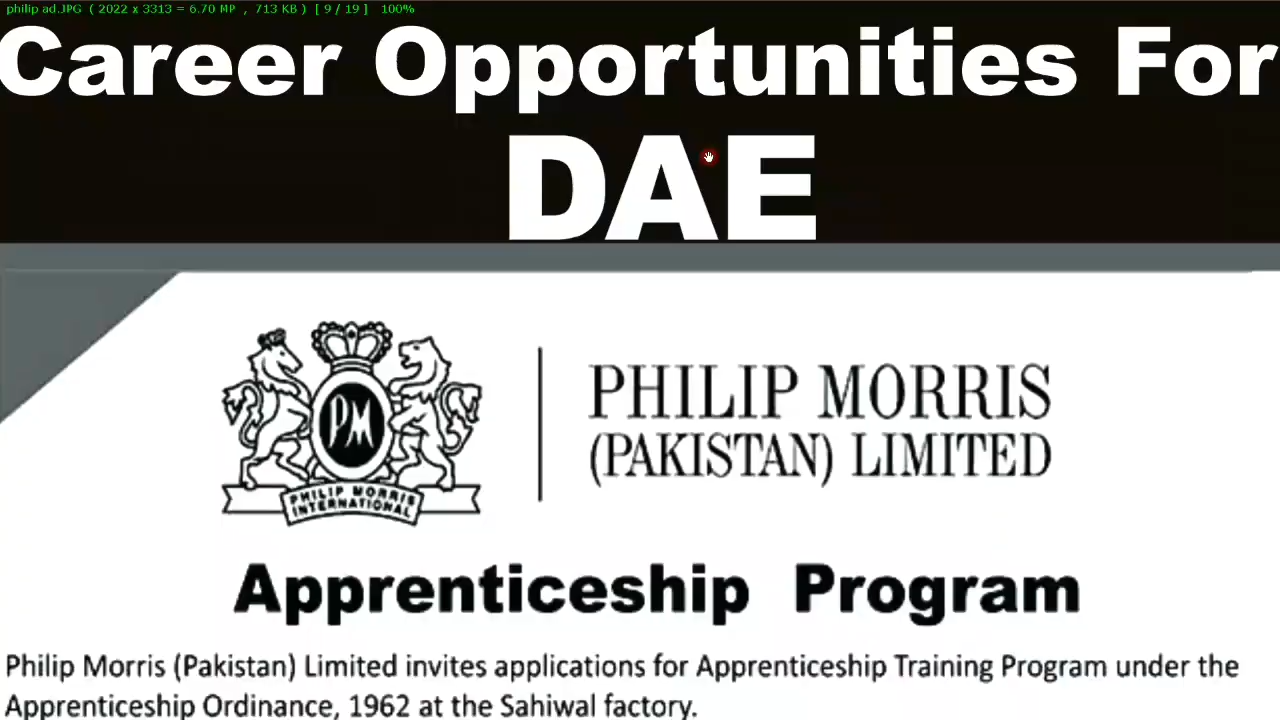 philip ad.JPG ( 2022 x 3313 = 6.70 MP , 713 KB ) [ 9 / 19 ] 100%
Career Opportunities For
DAE
PM
PHILIP MORRIS
INTERNATIONAL
PHILIP MORRIS
(PAKISTAN) LIMITED
Apprenticeship Program
Philip Morris (Pakistan) Limited invites applications for Apprenticeship Training Program under the
Apprenticeship Ordinance, 1962 at the Sahiwal factory.